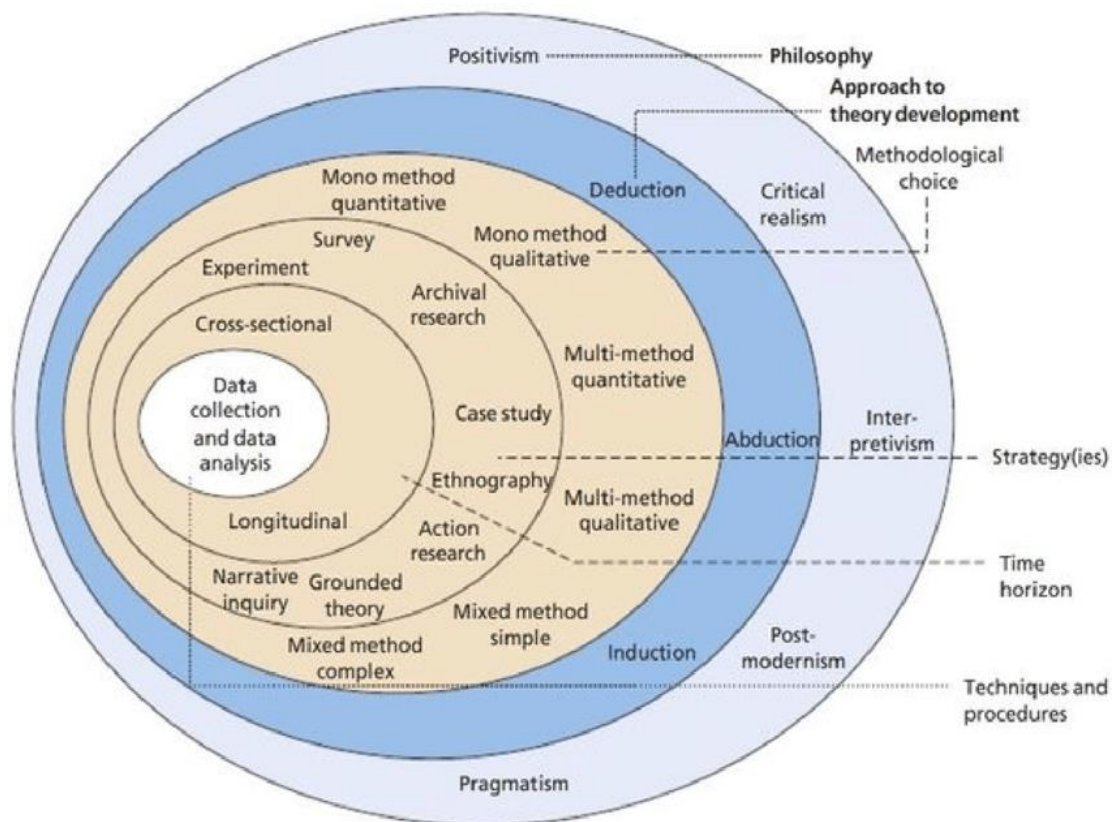 Positivism
Philosophy
Approach to
theory development
Methodological
choice
Mono method
quantitative
Deduction
Critical
realism
Survey
Mono method
qualitative
Experiment
Archival
research
Cross-sectional
Multi-method
quantitative
Data
collection
and data
analysis
Case study
Abduction
Inter-
pretivism
Strategy(ies)
Ethnography
Multi-method
qualitative
Longitudinal
Action
research
Time
horizon
Narrative
inquiry
Grounded
theory
Mixed method
simple
Mixed method
complex
Induction
Post-
modernism
Techniques and
procedures
Pragmatism